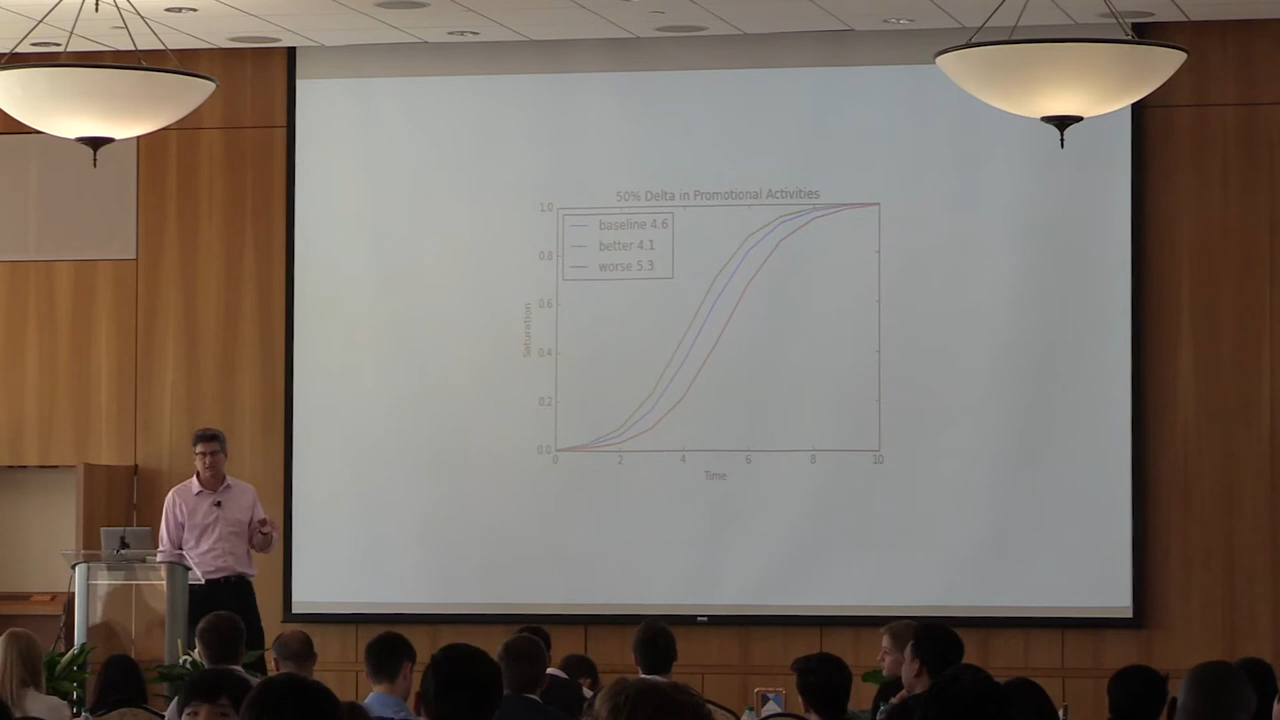 50% Delta in Promotional Activities
1.0
baseline 4.6
better 4.1
worse 5.3
0.8
0.6
0.4
0.2
0.0
Saturation
0 2 4 6 8 10
Time